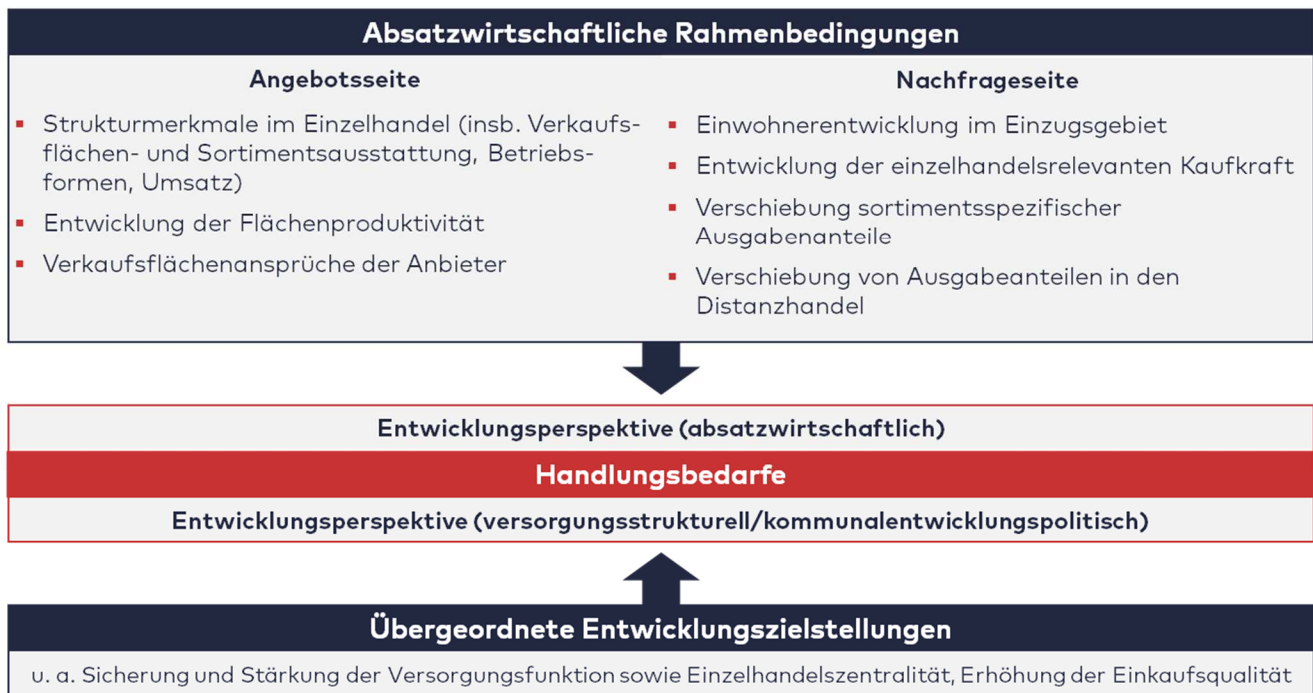 Absatzwirtschaftliche Rahmenbedingungen
Angebotsseite
▪ Strukturmerkmale im Einzelhandel (insb. Verkaufs-
flächen- und Sortimentsausstattung, Betriebs-
formen, Umsatz)
▪ Entwicklung der Flächenproduktivität
▪ Verkaufsflächenansprüche der Anbieter
Nachfrageseite
▪ Einwohnerentwicklung im Einzugsgebiet
▪ Entwicklung der einzelhandelsrelevanten Kaufkraft
▪ Verschiebung sortimentsspezifischer
Ausgabenanteile
▪ Verschiebung von Ausgabeanteilen in den
Distanzhandel
Entwicklungsperspektive (absatzwirtschaftlich)
Handlungsbedarfe
Entwicklungsperspektive (versorgungsstrukturell/kommunalentwicklungspolitisch)
Übergeordnete Entwicklungszielstellungen
u. a. Sicherung und Stärkung der Versorgungsfunktion sowie Einzelhandelszentralität, Erhöhung der Einkaufsqualität